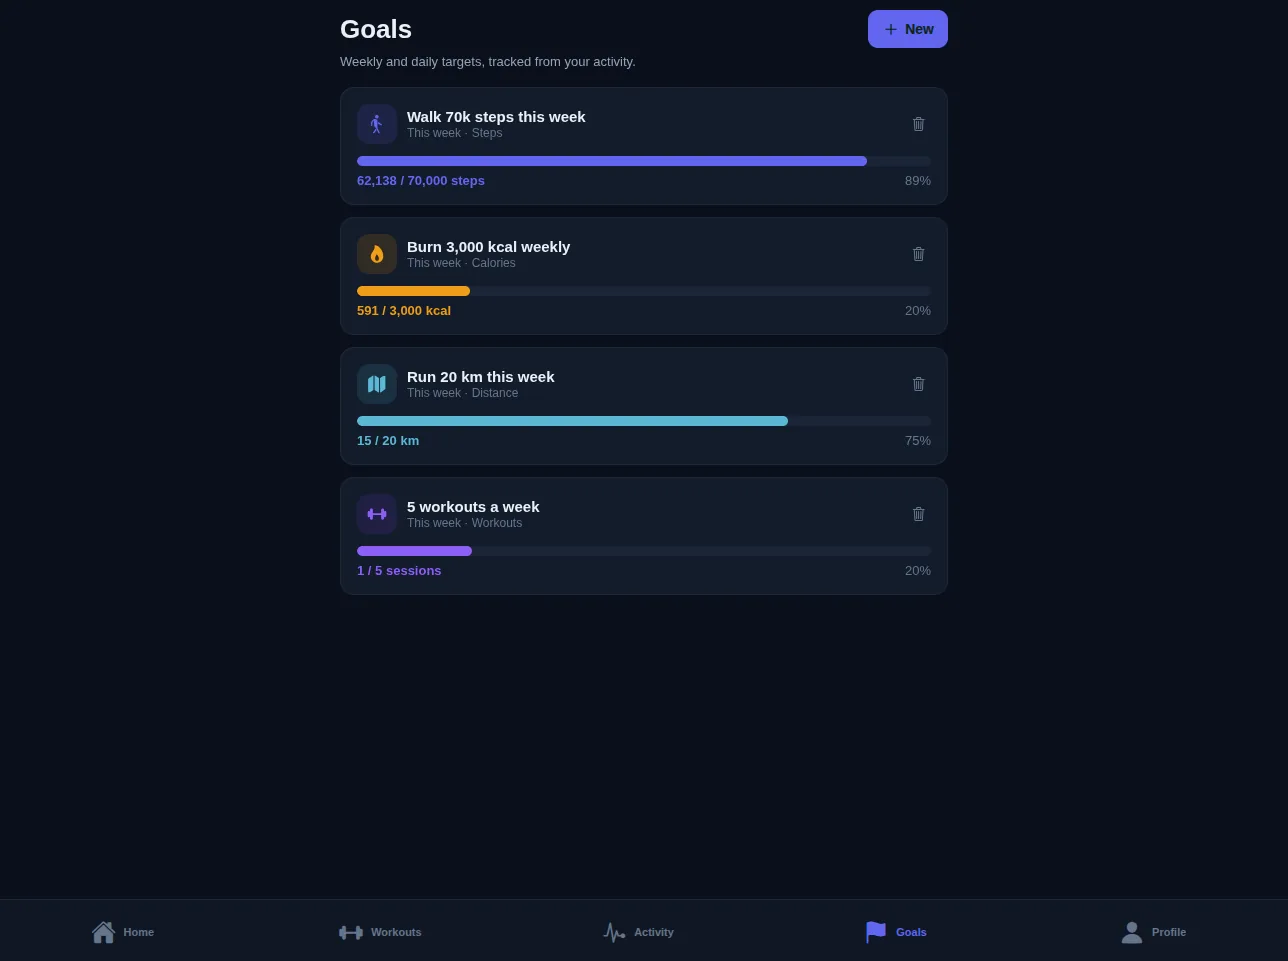 Goals
New
Weekly and daily targets, tracked from your activity.
Walk 70k steps this week
This week · Steps
62,138 / 70,000 steps
89%
Burn 3,000 kcal weekly
This week · Calories
591 / 3,000 kcal
20%
Run 20 km this week
This week · Distance
15 / 20 km
75%
5 workouts a week
This week · Workouts
1 / 5 sessions
20%
Home
Workouts
Activity
Goals
Profile